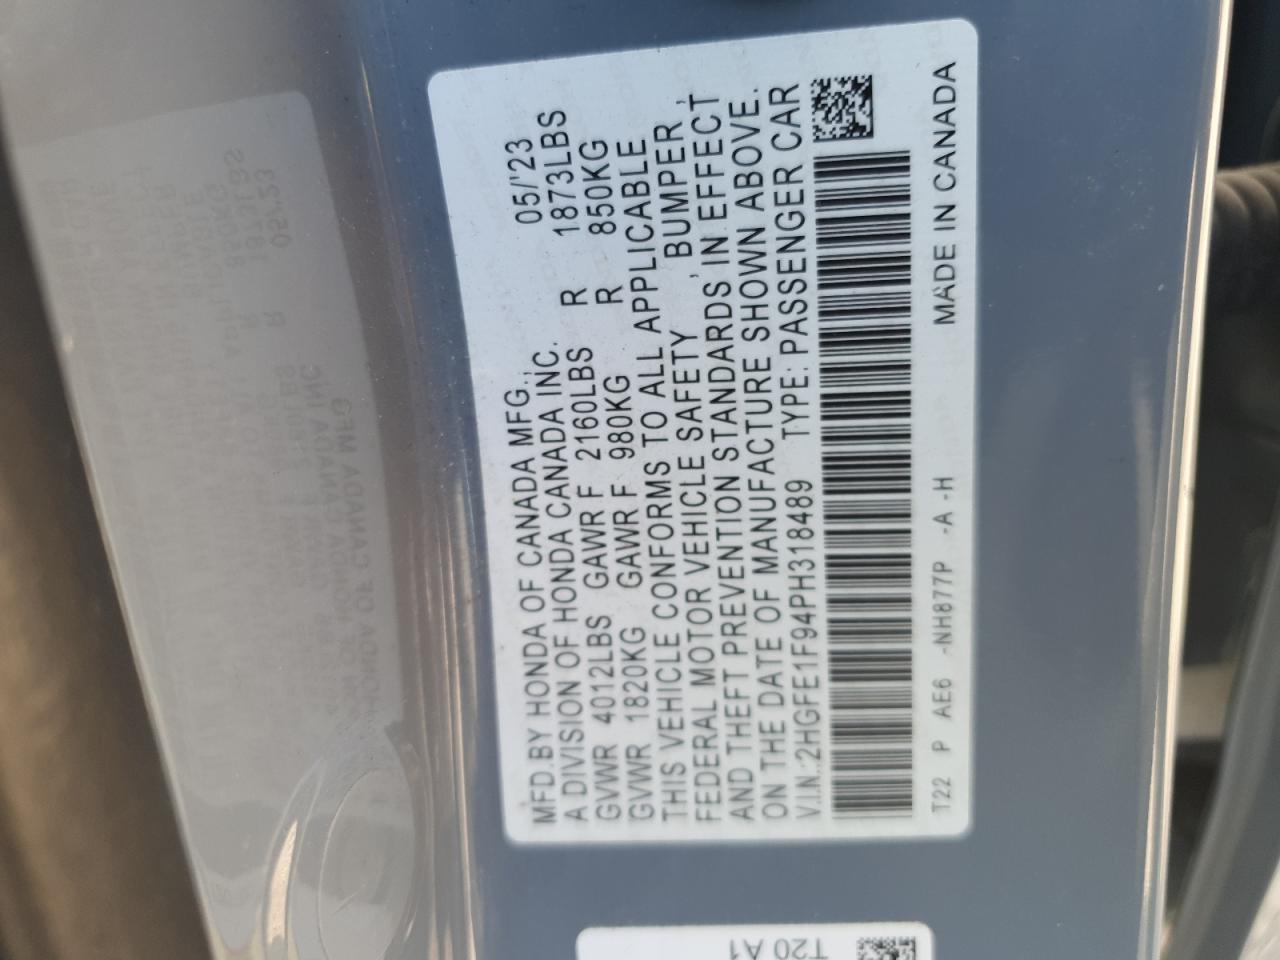 MFD.BY HONDA OF CANADA MFG., 05/'23
A DIVISION OF HONDA CANADA INC.
GVWR 4012LBS GAWR F 2160LBS R 1873LBS
GVWR 1820KG GAWR F 980KG R 850KG
THIS VEHICLE CONFORMS TO ALL APPLICABLE
FEDERAL MOTOR VEHICLE SAFETY, BUMPER,
AND THEFT PREVENTION STANDARDS IN EFFECT
ON THE DATE OF MANUFACTURE SHOWN ABOVE.
V.I.N.:2HGFE1F94PH318489 TYPE: PASSENGER CAR
T22 P AE6 -NH877P -A -H MADE IN CANADA
T20 A1